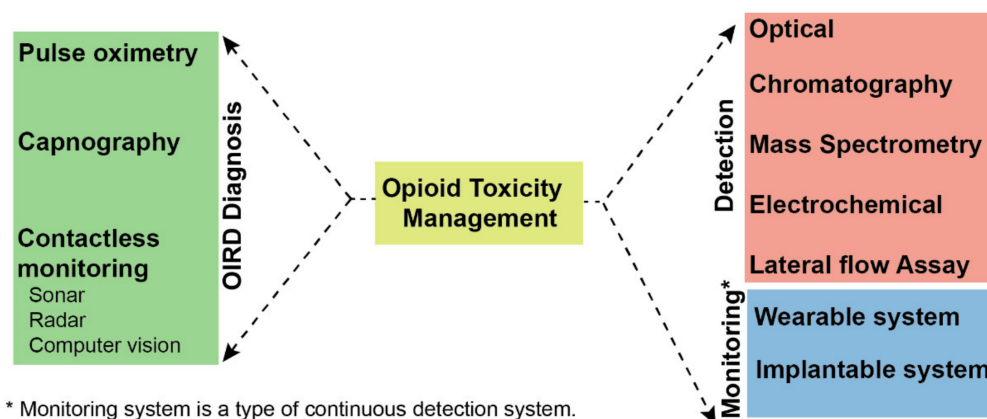 Pulse oximetry
Capnography
Contactless
monitoring
Sonar
Radar
Computer vision
OIRD Diagnosis
Opioid Toxicity
Management
Detection
Optical
Chromatography
Mass Spectrometry
Electrochemical
Lateral flow Assay
Monitoring*
Wearable system
Implantable system
* Monitoring system is a type of continuous detection system.